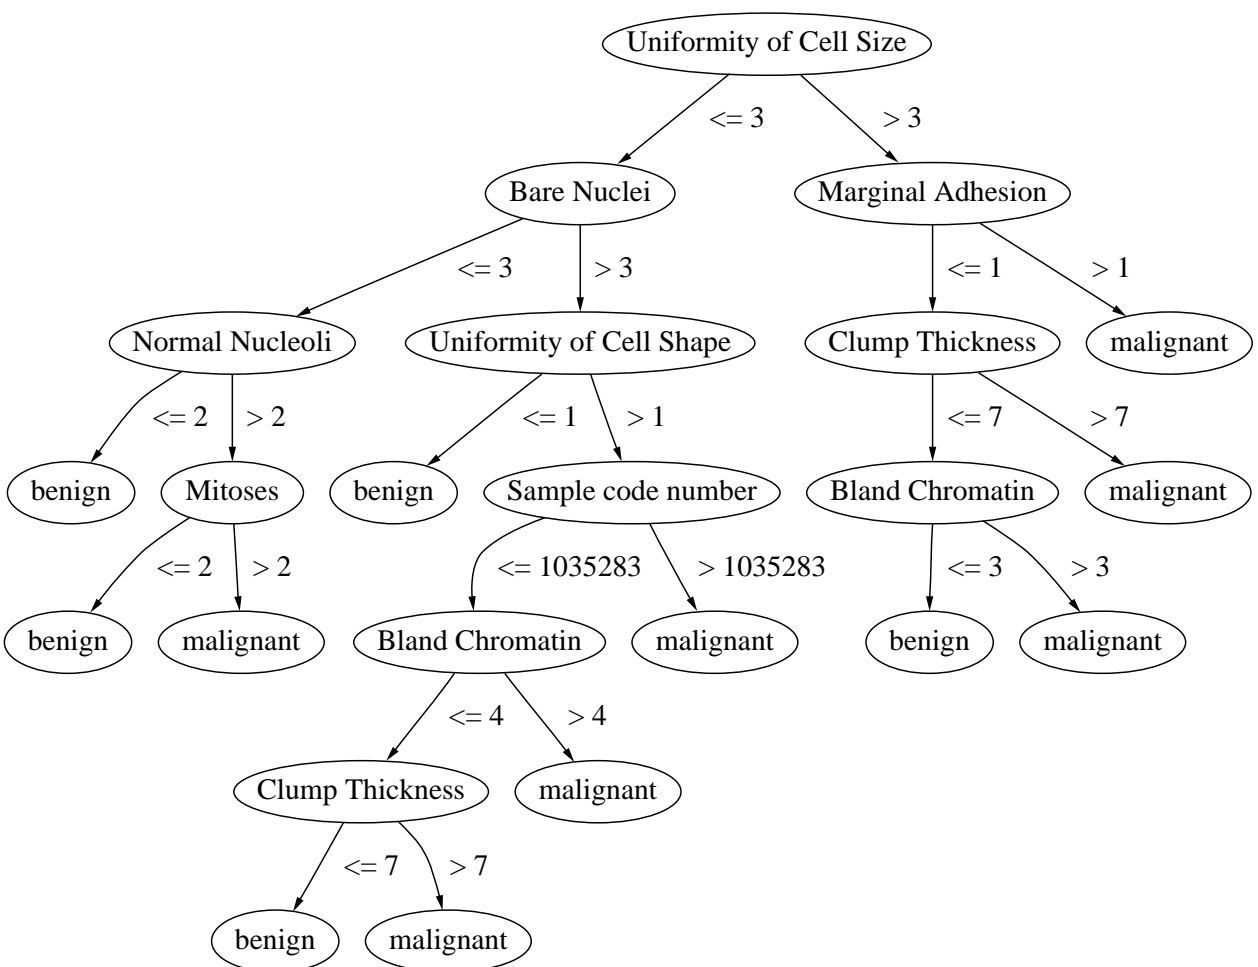 Uniformity of Cell Size
<= 3
> 3
Bare Nuclei
Marginal Adhesion
<= 3
> 3
<= 1
> 1
Normal Nucleoli
Uniformity of Cell Shape
Clump Thickness
malignant
<= 2
> 2
<= 1
> 1
<= 7
> 7
benign
Mitoses
benign
Sample code number
Bland Chromatin
malignant
<= 2
> 2
<= 1035283
> 1035283
<= 3
> 3
benign
malignant
Bland Chromatin
malignant
benign
malignant
<= 4
> 4
Clump Thickness
malignant
<= 7
> 7
benign
malignant